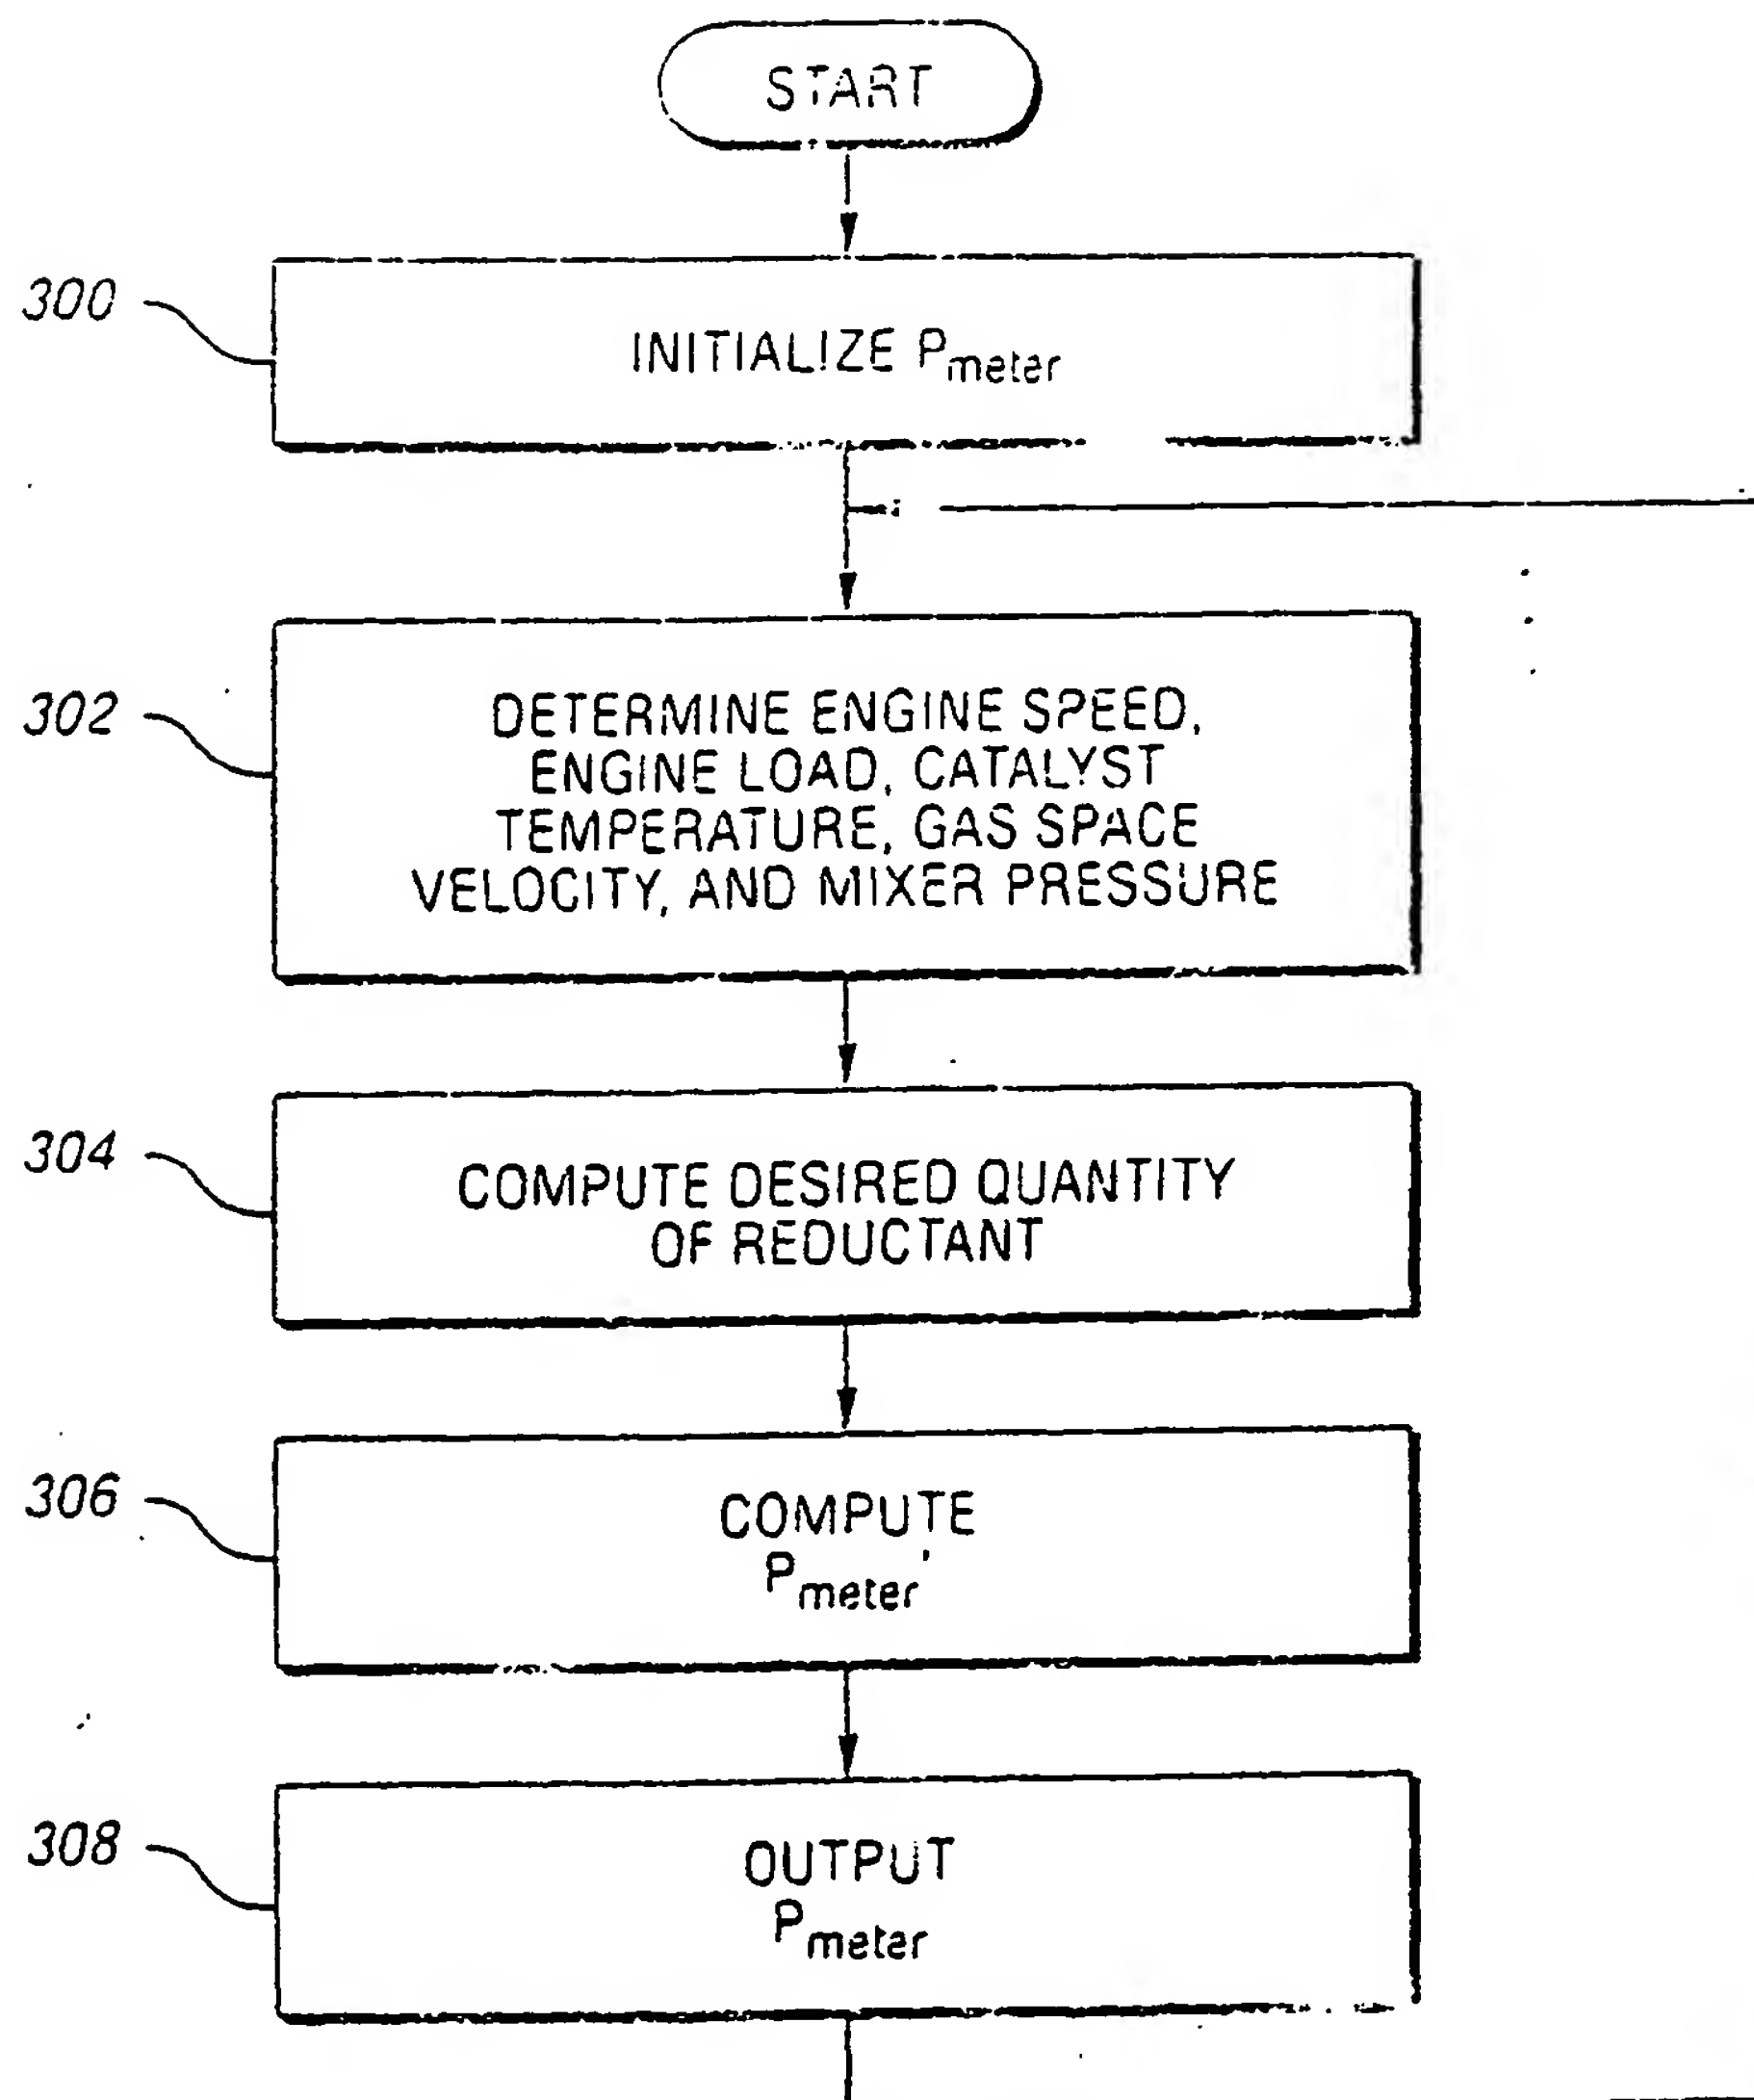 START
300
INITIALIZE Pmeter
302
DETERMINE ENGINE SPEED,
ENGINE LOAD, CATALYST
TEMPERATURE, GAS SPACE
VELOCITY, AND MIXER PRESSURE
304
COMPUTE DESIRED QUANTITY
OF REDUCTANT
306
COMPUTE
Pmeter'
308
OUTPUT
Pmeter